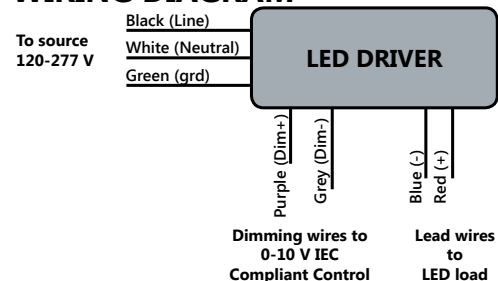 WIRING DIAGRAM
Black (Line)
To source
120-277 V
White (Neutral)
Green (grd)
LED DRIVER
Purple (Dim+)
Grey (Dim-)
Blue (-)
Red (+)
Dimming wires to
0-10 V IEC
Compliant Control
Lead wires
to
LED load